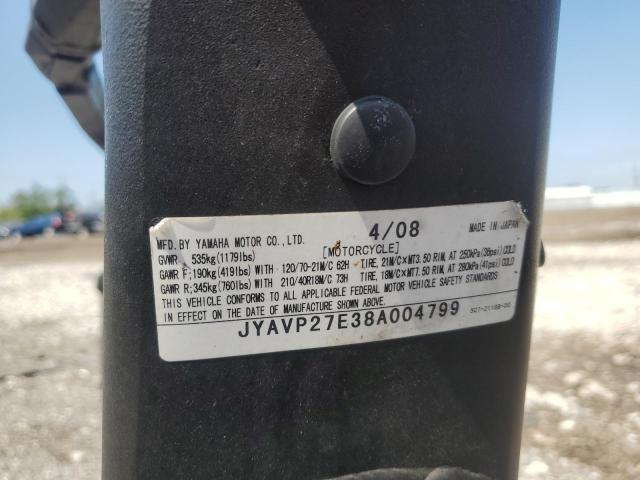 MFD.BY YAMAHA MOTOR CO.,LTD. 4/08 MADE IN JAPAN
GVWR 535kg(1179lbs) [MOTORCYCLE]
GAWR F;190kg(419lbs) WITH 120/70-21M/C 62H TIRE, 21M/C×MT3.50 RIM, AT 250kPa(36psi)COLD
GAWR R;345kg(760lbs) WITH 210/40R18M/C 73H TIRE, 18M/C×MT7.50 RIM, AT 280kPa(41psi)COLD
THIS VEHICLE CONFORMS TO ALL APPLICABLE FEDERAL MOTOR VEHICLE SAFETY STANDARDS
IN EFFECT ON THE DATE OF MANUFACTURE SHOWN ABOVE.
JYAVP27E38A004799